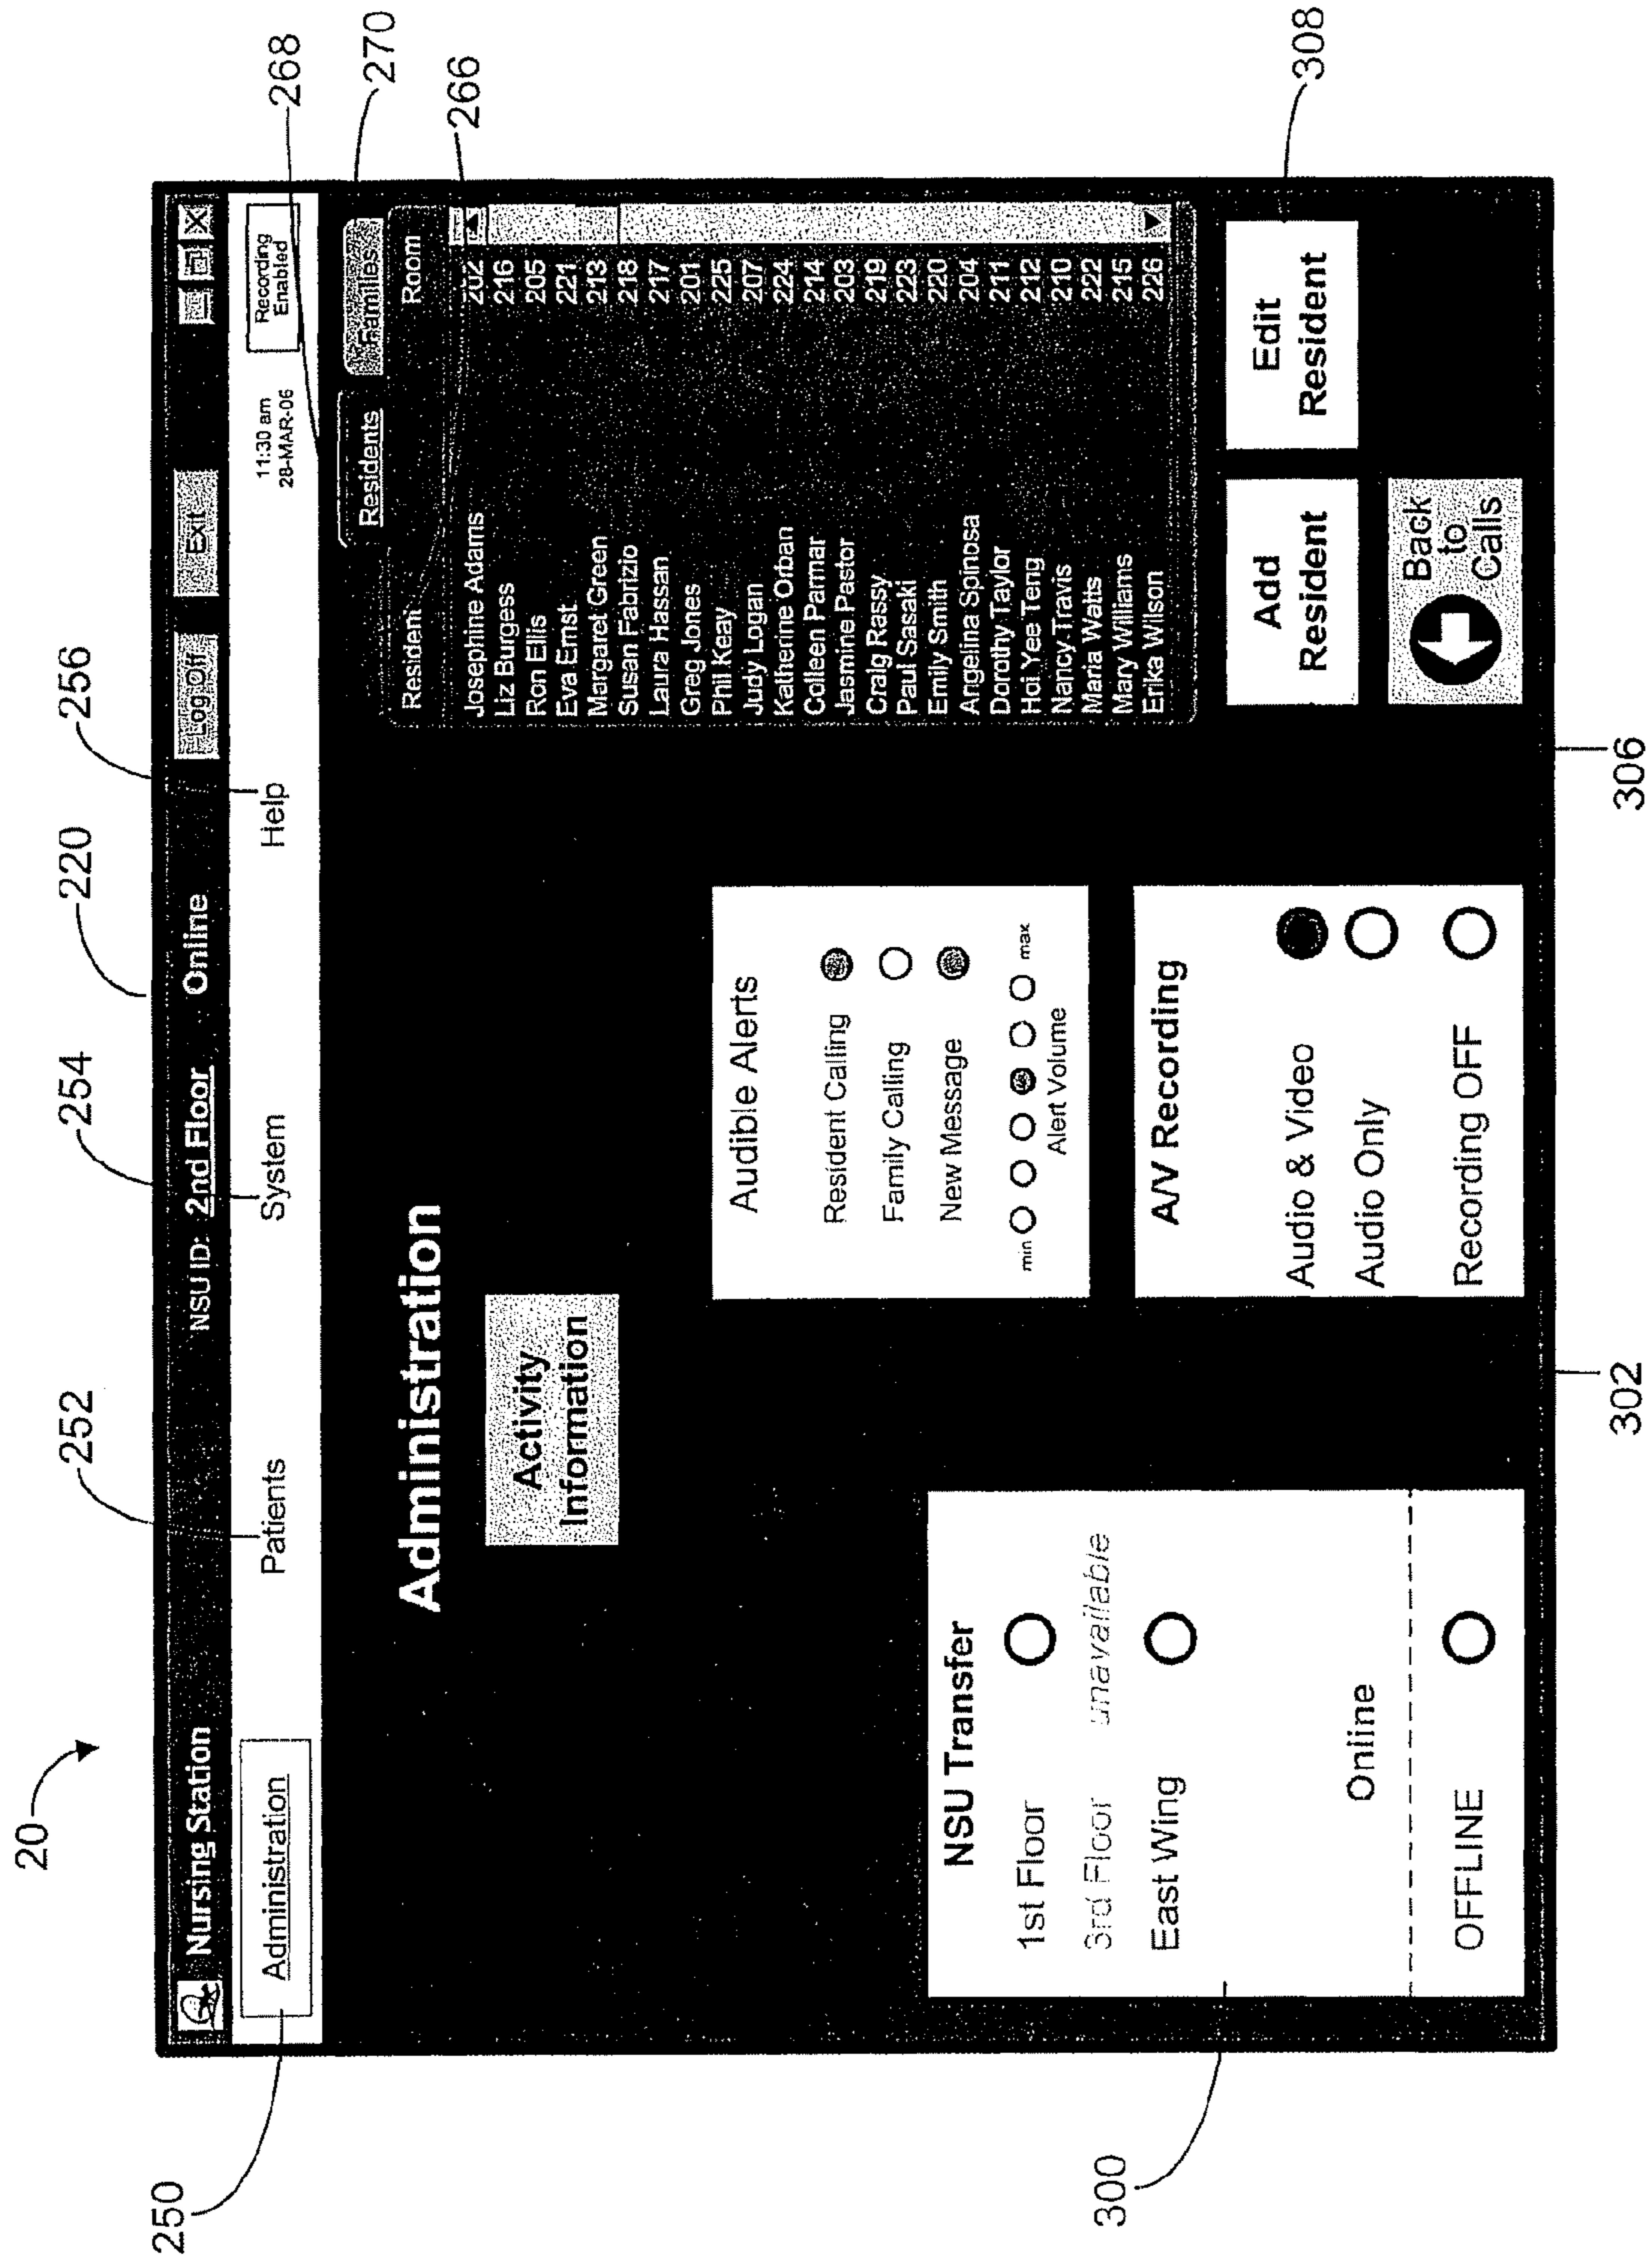 20
252
254
220
256
268
270
266
250
Nursing Station
NSU ID: 2nd Floor Online
Log Off
Exit
Administration
Patients
System
Help
11:30 am
28-MAR-06
Recording
Enabled
Administration
Activity
Information
Residents
Families
Resident Room
Josephine Adams 202
Liz Burgess 216
Ron Ellis 205
Eva Ernst 221
Margaret Green 213
Susan Fabrizio 218
Laura Hassan 217
Greg Jones 201
Phil Keay 225
Judy Logan 207
Katherine Orban 224
Colleen Parmar 214
Jasmine Pastor 203
Craig Rassy 219
Paul Sasaki 223
Emily Smith 220
Angelina Spinosa 204
Dorothy Taylor 211
Hoi Yee Teng 212
Nancy Travis 210
Maria Watts 222
Mary Williams 215
Erika Wilson 226
Audible Alerts
Resident Calling
Family Calling
New Message
min max
Alert Volume
NSU Transfer
1st Floor
3rd Floor unavailable
East Wing
Online
OFFLINE
A/V Recording
Audio & Video
Audio Only
Recording OFF
Add
Resident
Edit
Resident
Back
to
Calls
300
302
306
308